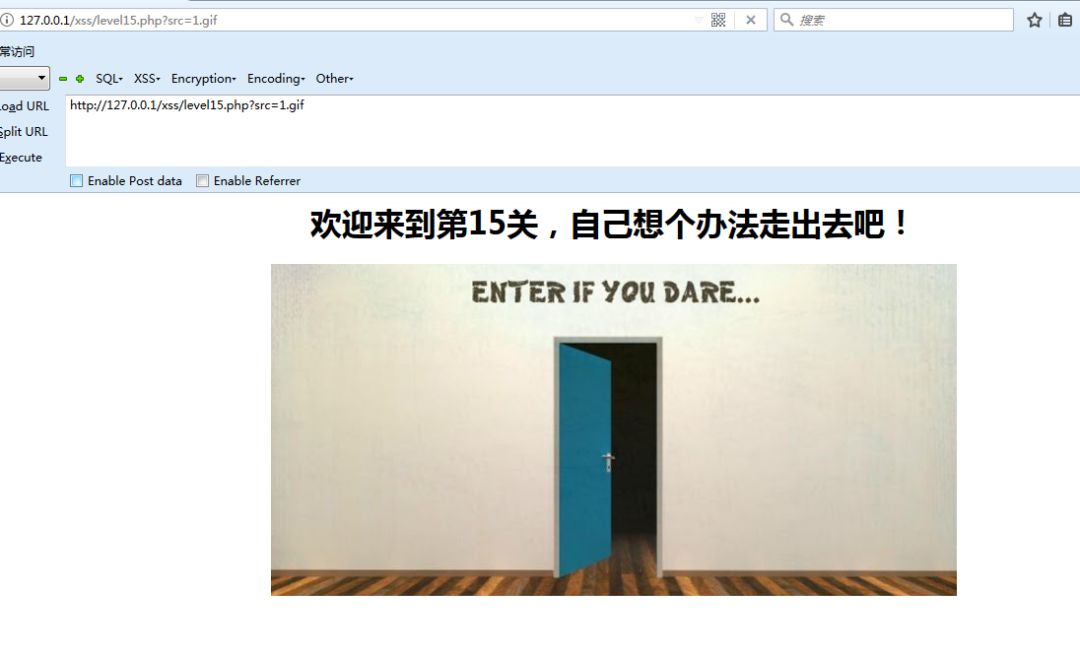 127.0.0.1/xss/level15.php?src=1.gif
搜索
常访问
SQL- XSS- Encryption- Encoding- Other-
oad URL
http://127.0.0.1/xss/level15.php?src=1.gif
Split URL
Execute
Enable Post data Enable Referrer
欢迎来到第15关，自己想个办法走出去吧！
ENTER IF YOU DARE...